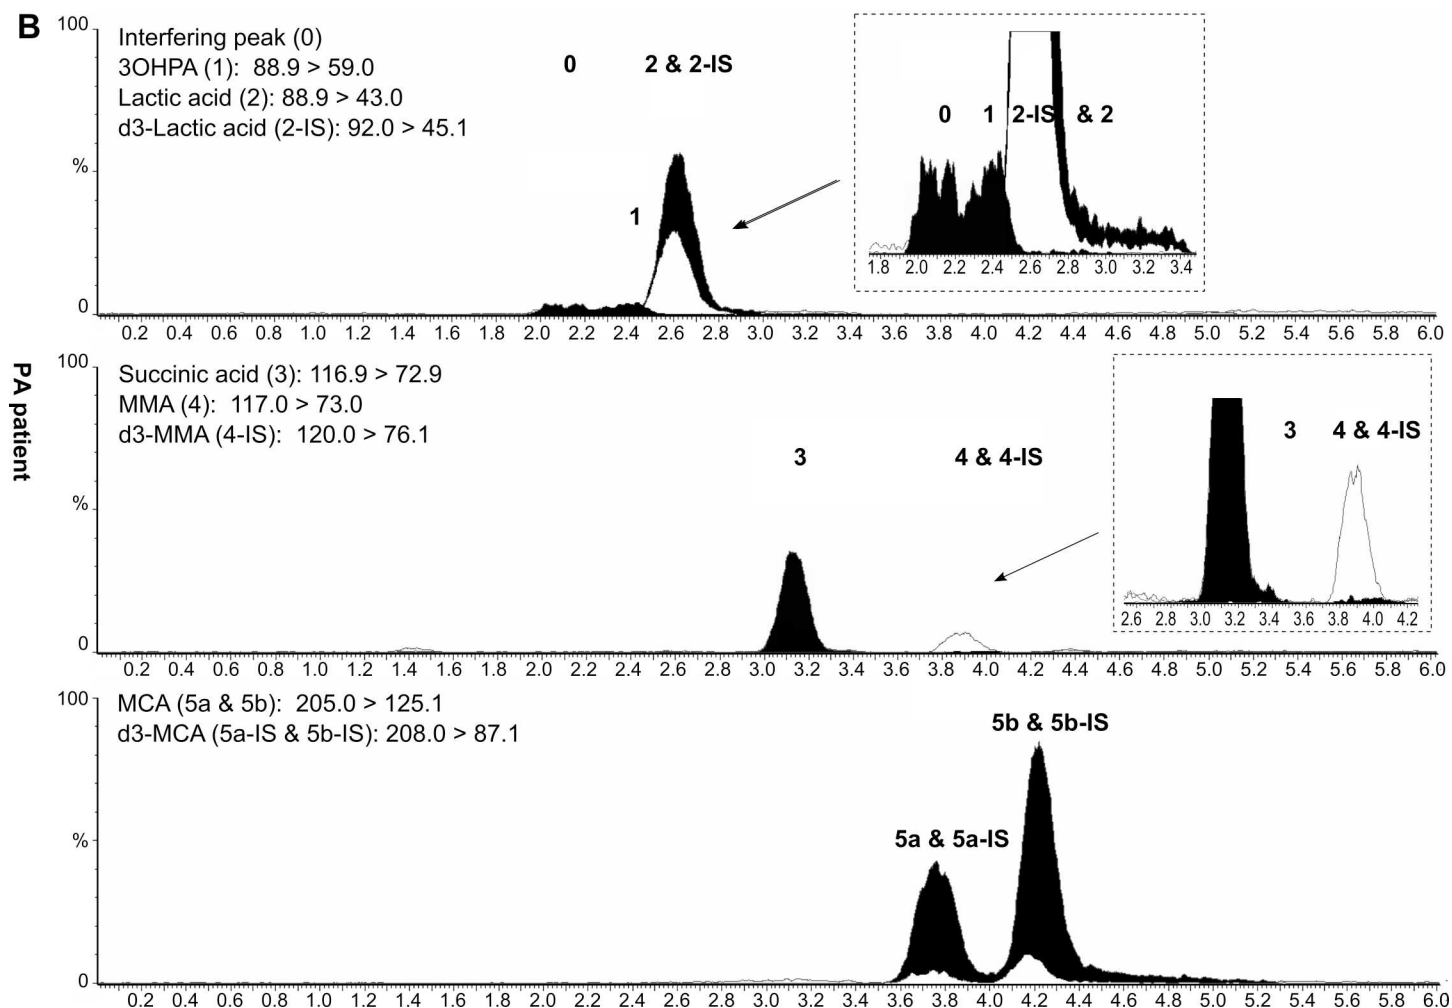 B
100
Interfering peak (0)
3OHPA (1): 88.9 > 59.0
Lactic acid (2): 88.9 > 43.0
d3-Lactic acid (2-IS): 92.0 > 45.1
0 2 & 2-IS
%
1
0
0 1 2-IS & 2
1.8 2.0 2.2 2.4 2.6 2.8 3.0 3.2 3.4
0.2 0.4 0.6 0.8 1.0 1.2 1.4 1.6 1.8 2.0 2.2 2.4 2.6 2.8 3.0 3.2 3.4 3.6 3.8 4.0 4.2 4.4 4.6 4.8 5.0 5.2 5.4 5.6 5.8 6.0
PA patient
100
Succinic acid (3): 116.9 > 72.9
MMA (4): 117.0 > 73.0
d3-MMA (4-IS): 120.0 > 76.1
3 4 & 4-IS
%
0
3 4 & 4-IS
2.6 2.8 3.0 3.2 3.4 3.6 3.8 4.0 4.2
0.2 0.4 0.6 0.8 1.0 1.2 1.4 1.6 1.8 2.0 2.2 2.4 2.6 2.8 3.0 3.2 3.4 3.6 3.8 4.0 4.2 4.4 4.6 4.8 5.0 5.2 5.4 5.6 5.8 6.0
100
MCA (5a & 5b): 205.0 > 125.1
d3-MCA (5a-IS & 5b-IS): 208.0 > 87.1
5b & 5b-IS
%
5a & 5a-IS
0
0.2 0.4 0.6 0.8 1.0 1.2 1.4 1.6 1.8 2.0 2.2 2.4 2.6 2.8 3.0 3.2 3.4 3.6 3.8 4.0 4.2 4.4 4.6 4.8 5.0 5.2 5.4 5.6 5.8 6.0